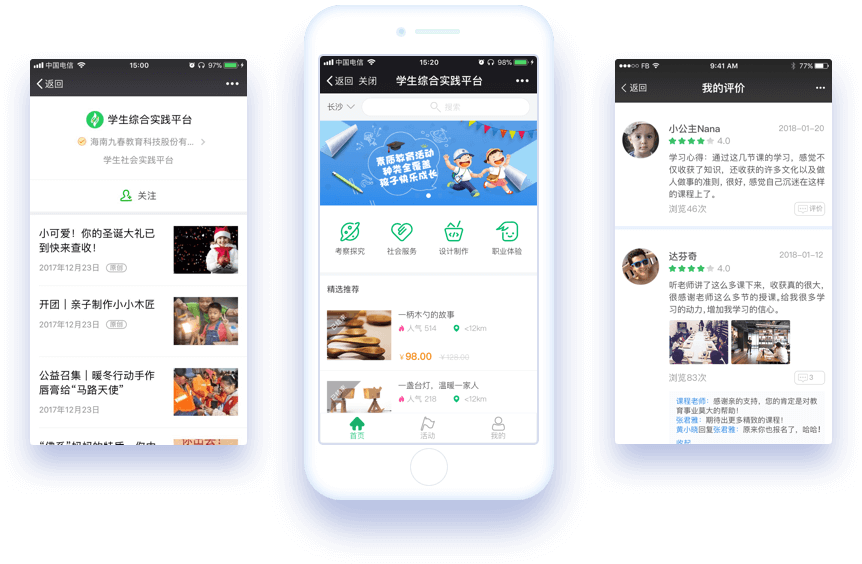 中国电信
15:00
97%
返回
学生综合实践平台
海南九春教育科技股份有...
学生社会实践平台
关注
小可爱！你的圣诞大礼已
到快来查收！
2017年12月23日 原创
开团｜亲子制作小小木匠
2017年12月23日 原创
公益召集｜暖冬行动手作
唇膏给“马路天使”
2017年12月23日
中国电信
15:20
98%
返回 关闭 学生综合实践平台
长沙
搜索
素质教育活动
种类全覆盖
孩子快乐成长
考察探究
社会服务
设计制作
职业体验
精选推荐
一柄木勺的故事
人气 514 <12km
¥98.00 ¥128.00
一盏台灯，温暖一家人
人气 218 <12km
首页
活动
我的
FB
9:41 AM
77%
返回
我的评价
小公主Nana 2018-01-20
4.0
学习心得：通过这几节课的学习，感觉不
仅收获了知识，还收获的许多文化以及做
人做事的准则，很好，感觉自己沉迷在这样
的课程上了。
浏览46次 评价
达芬奇 2018-01-12
4.0
听老师讲了这么多课下来，收获真的很大，
很感谢老师这么多节的授课，给我很多学
习的动力，增加我学习的信心。
浏览83次 3
课程老师：感谢亲的支持，您的肯定是对教
育事业莫大的帮助！
张君雅：期待出更多精致的课程！
黄小晓回复张君雅：原来你也报名了，哈哈！